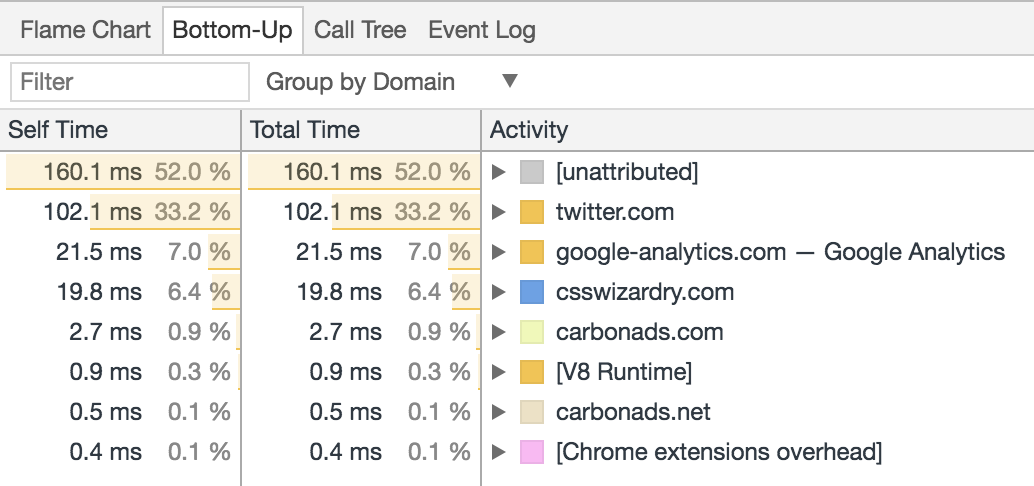 Flame Chart Bottom-Up Call Tree Event Log
Filter Group by Domain ▼
Self Time Total Time Activity
160.1 ms 52.0 % 160.1 ms 52.0 % ▶ [unattributed]
102.1 ms 33.2 % 102.1 ms 33.2 % ▶ twitter.com
21.5 ms 7.0 % 21.5 ms 7.0 % ▶ google-analytics.com — Google Analytics
19.8 ms 6.4 % 19.8 ms 6.4 % ▶ csswizardry.com
2.7 ms 0.9 % 2.7 ms 0.9 % ▶ carbonads.com
0.9 ms 0.3 % 0.9 ms 0.3 % ▶ [V8 Runtime]
0.5 ms 0.1 % 0.5 ms 0.1 % ▶ carbonads.net
0.4 ms 0.1 % 0.4 ms 0.1 % ▶ [Chrome extensions overhead]